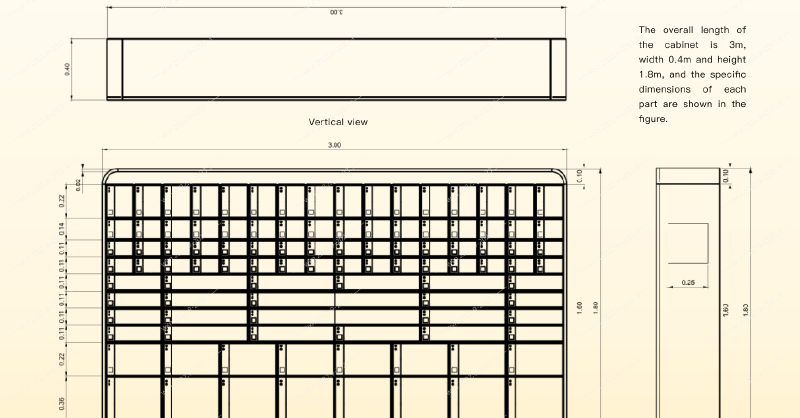 3.00
0.40
The overall length of
the cabinet is 3m,
width 0.4m and height
1.8m, and the specific
dimensions of each
part are shown in the
figure.
Vertical view
3.00
0.02
0.10
0.10
0.22
0.14
0.11
0.11
0.11
0.11
0.11
0.11
0.22
0.36
1.60
1.80
0.25
1.60
1.80